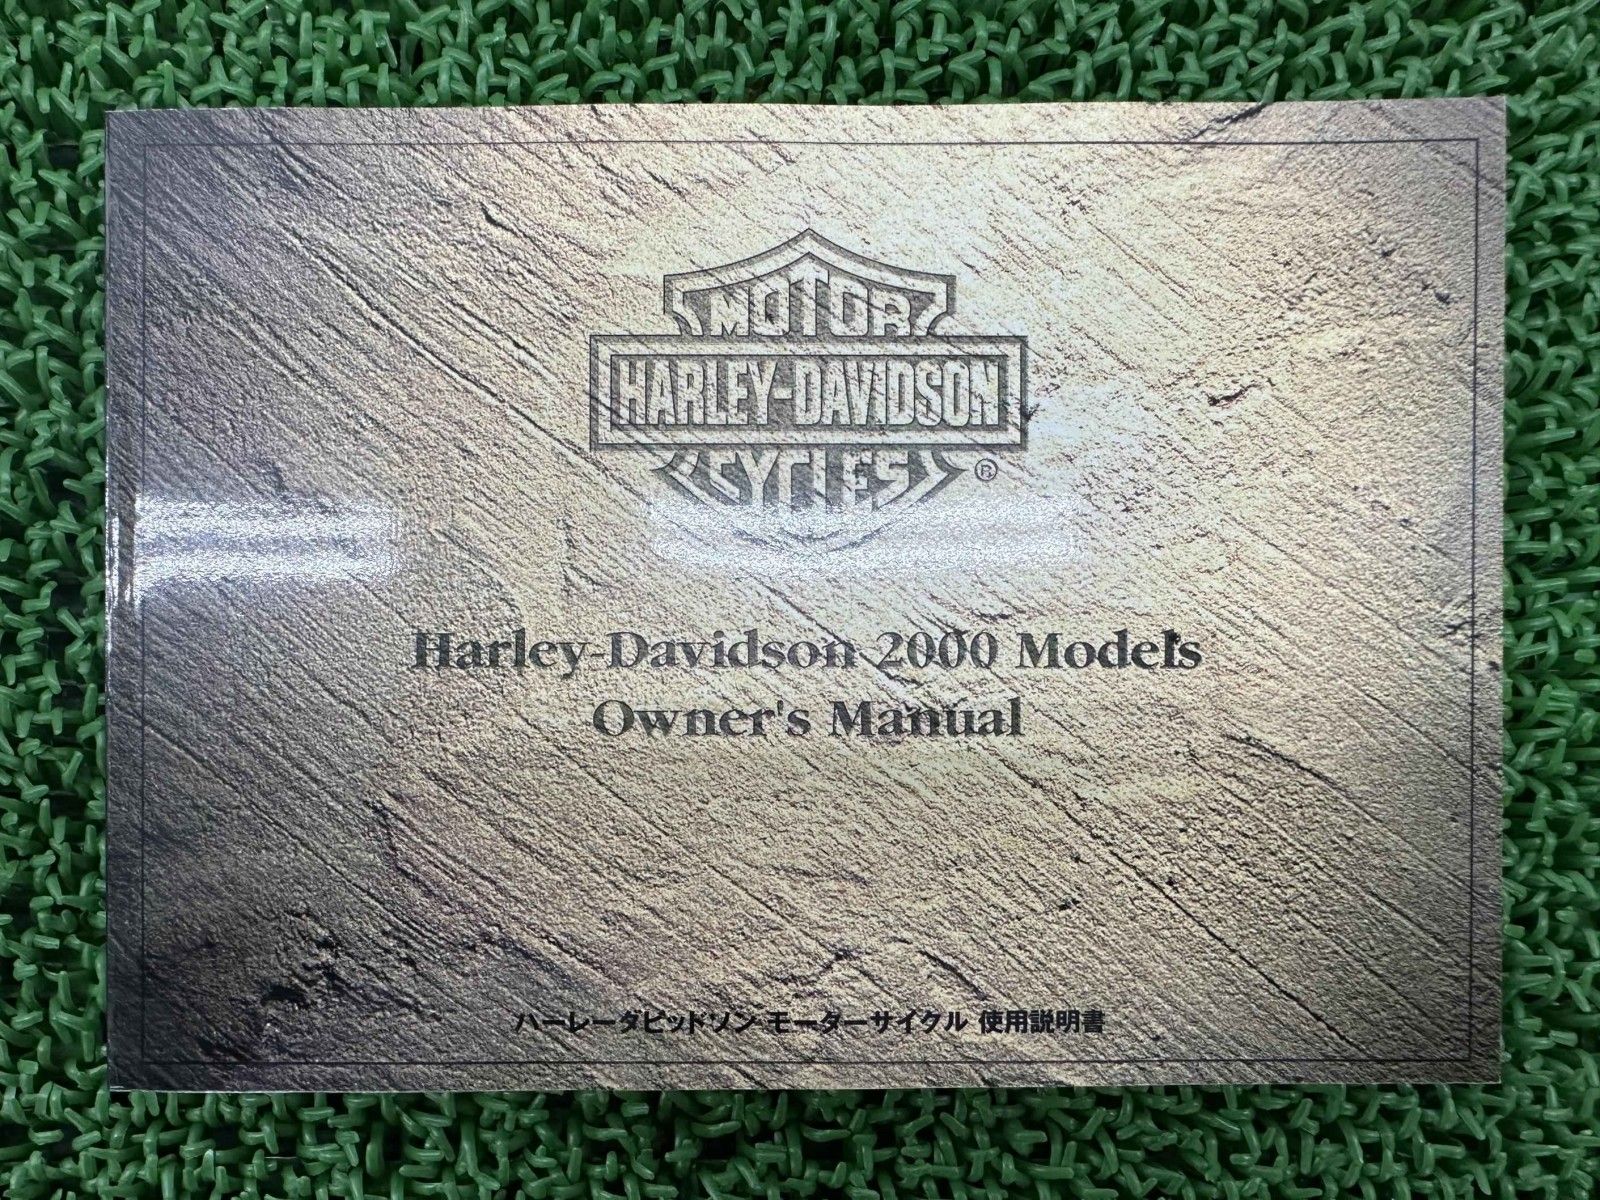 MOTOR
HARLEY-DAVIDSON
CYCLES ®
Harley-Davidson 2000 Models
Owner's Manual
ハーレーダビッドソン モーターサイクル 使用説明書